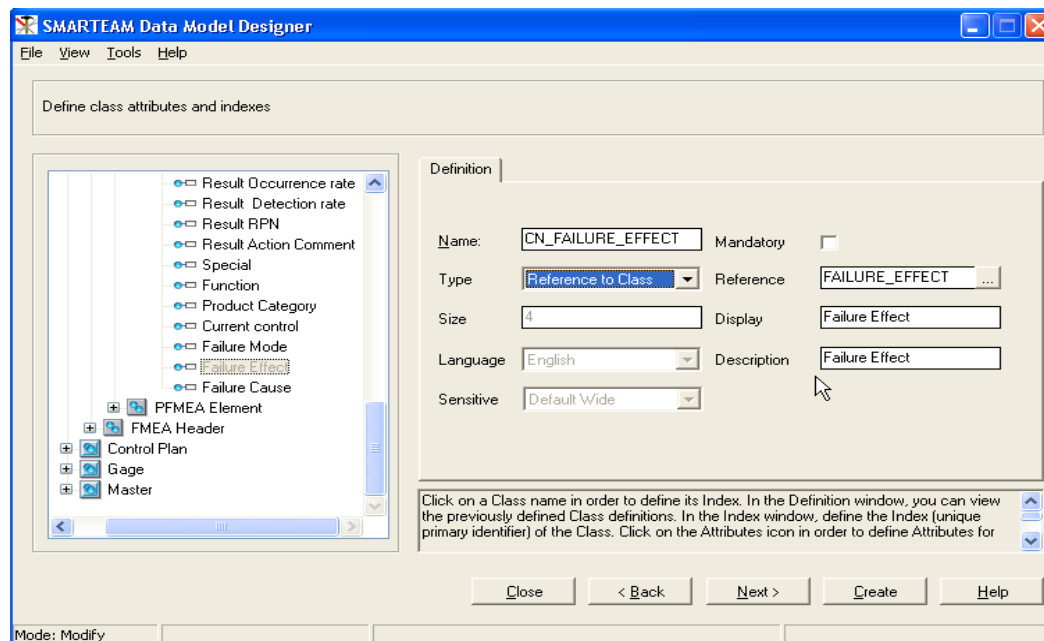 SMARTEAM Data Model Designer
File View Tools Help
Define class attributes and indexes
Result Occurrence rate
Result Detection rate
Result RPN
Result Action Comment
Special
Function
Product Category
Current control
Failure Mode
Failure Effect
Failure Cause
PFMEA Element
FMEA Header
Control Plan
Gage
Master
Definition
Name: CN_FAILURE_EFFECT Mandatory
Type Reference to Class Reference FAILURE_EFFECT ...
Size 4 Display Failure Effect
Language English Description Failure Effect
Sensitive Default Wide
Click on a Class name in order to define its Index. In the Definition window, you can view
the previously defined Class definitions. In the Index window, define the Index (unique
primary identifier) of the Class. Click on the Attributes icon in order to define Attributes for
Close < Back Next > Create Help
Mode: Modify